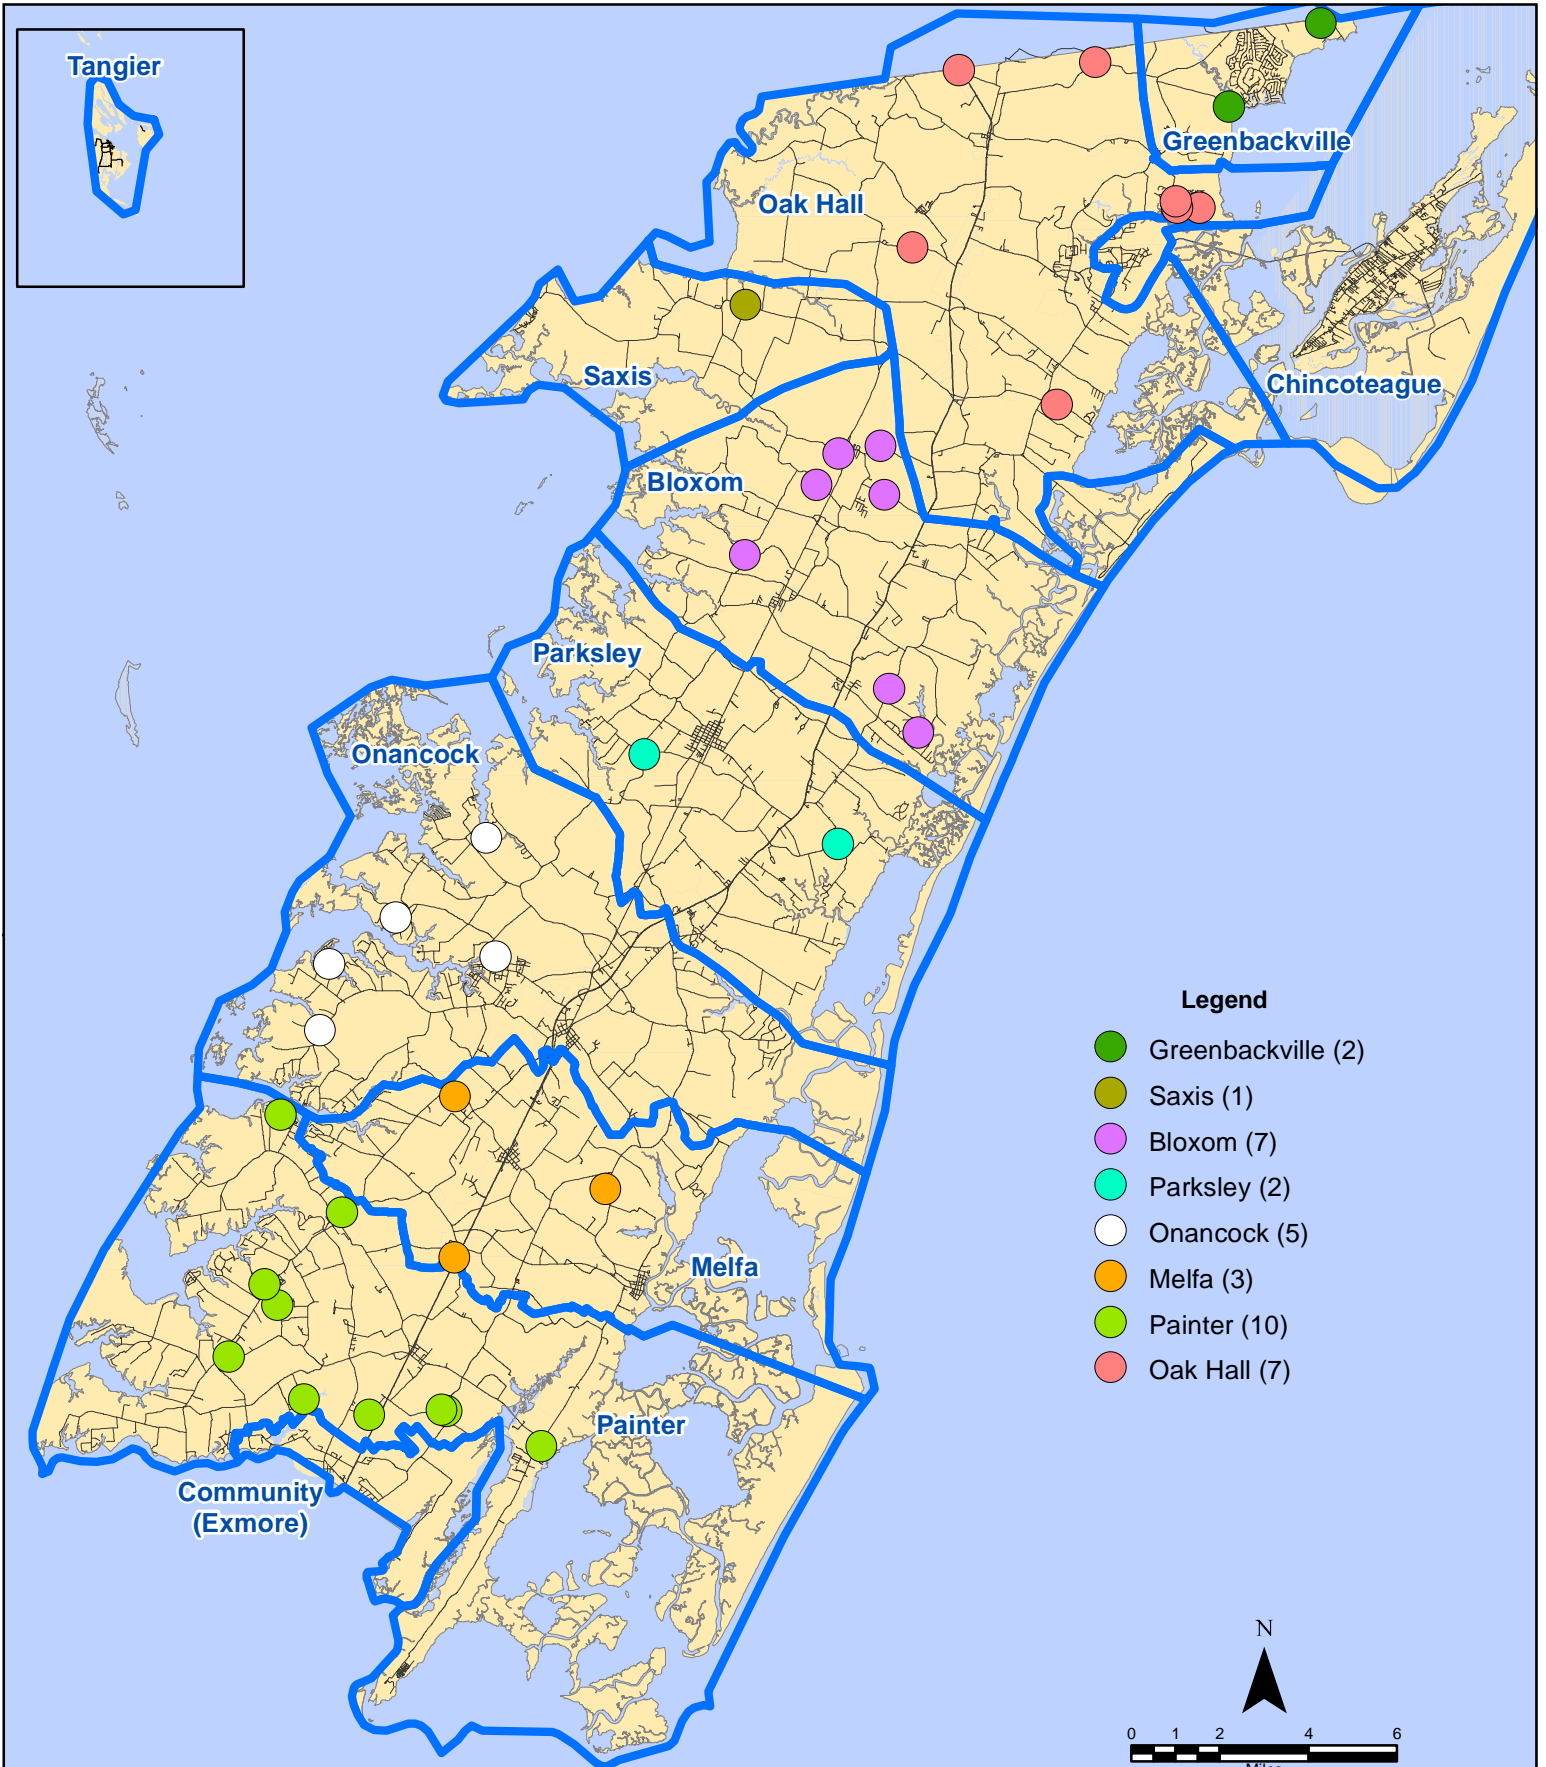 Tangier
Greenbackville
Oak Hall
Saxis
Chincoteague
Bloxom
Parksley
Onancock
Melfa
Painter
Community
(Exmore)
Legend
Greenbackville (2)
Saxis (1)
Bloxom (7)
Parksley (2)
Onancock (5)
Melfa (3)
Painter (10)
Oak Hall (7)
N
0 1 2 4 6
Miles